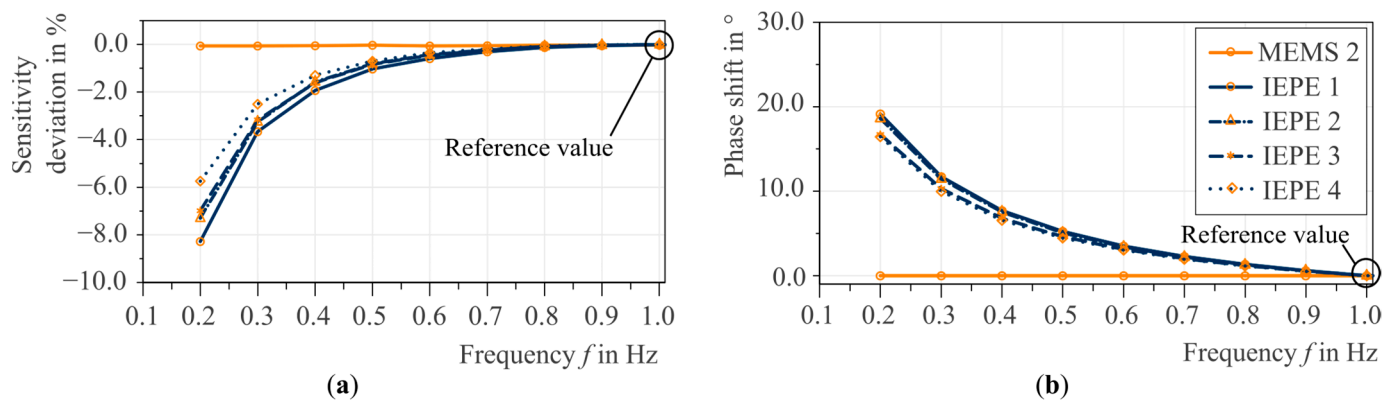 Sensitivity
deviation in %
0.0
−2.0
−4.0
−6.0
−8.0
−10.0
Reference value
0.1 0.2 0.3 0.4 0.5 0.6 0.7 0.8 0.9 1.0
Frequency f in Hz
(a)
Phase shift in °
30.0
20.0
10.0
0.0
MEMS 2
IEPE 1
IEPE 2
IEPE 3
IEPE 4
Reference value
0.1 0.2 0.3 0.4 0.5 0.6 0.7 0.8 0.9 1.0
Frequency f in Hz
(b)